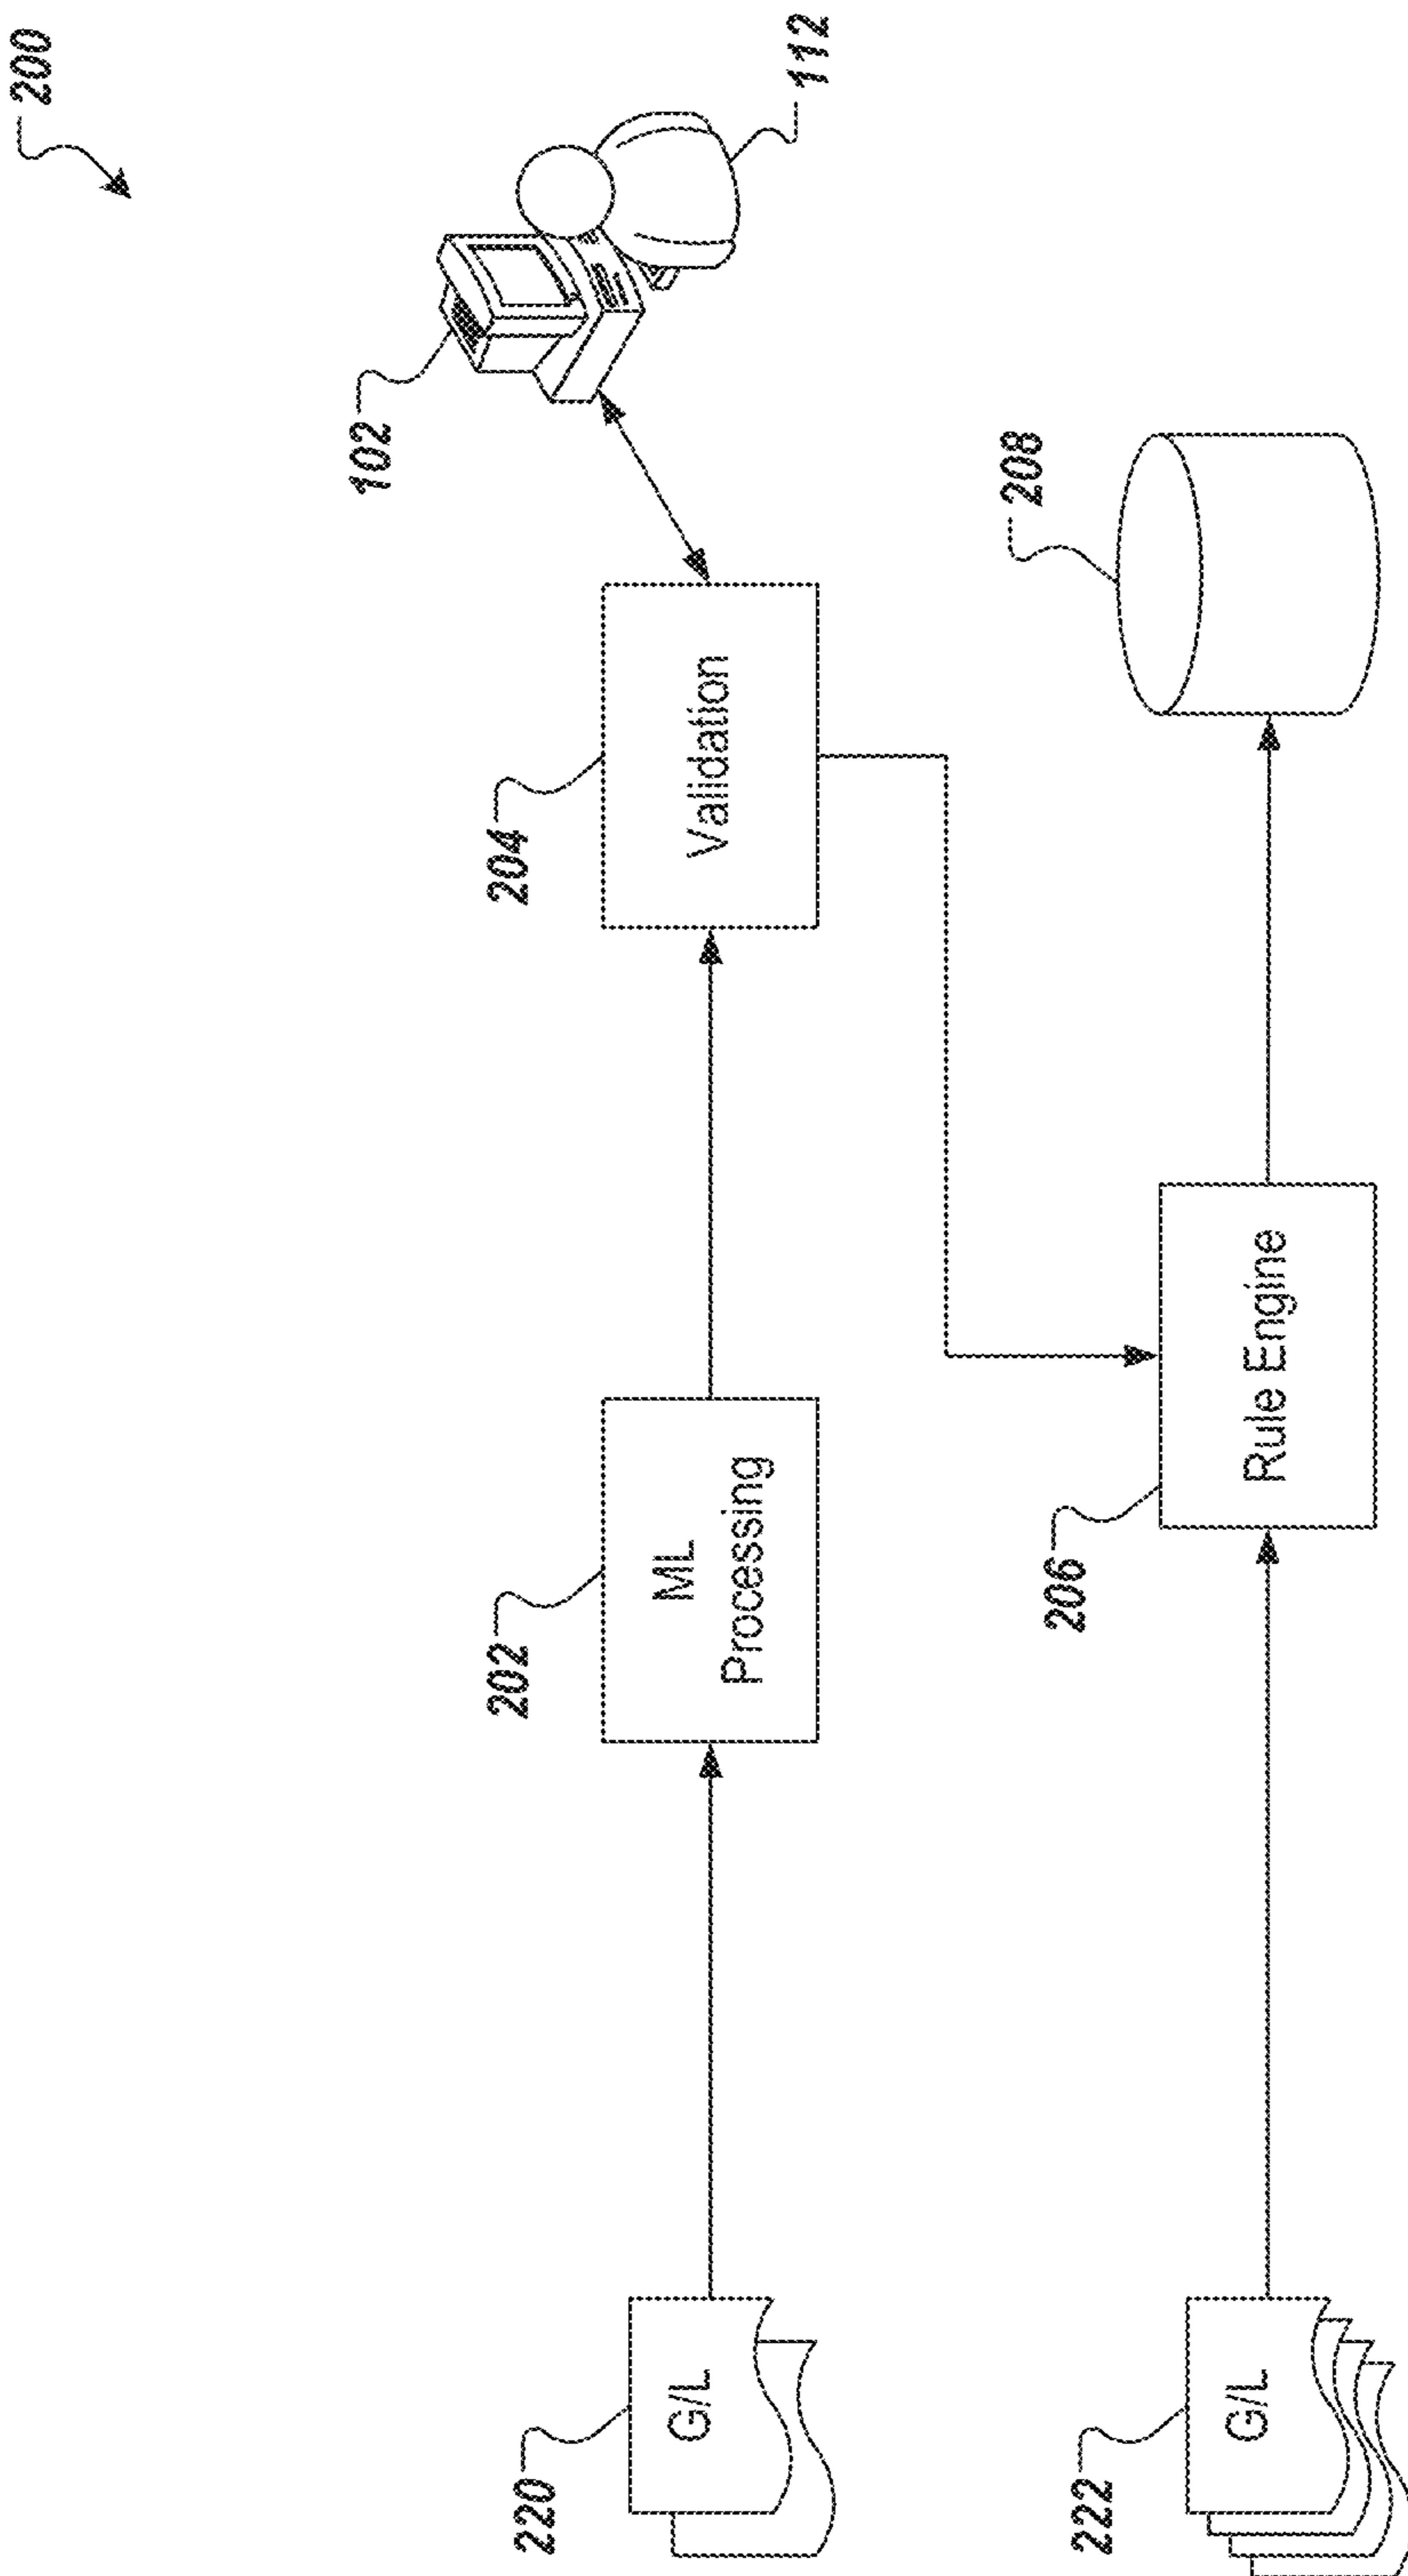 200
102
112
204
Validation
202
ML
Processing
220
G/L
208
206
Rule Engine
222
G/L